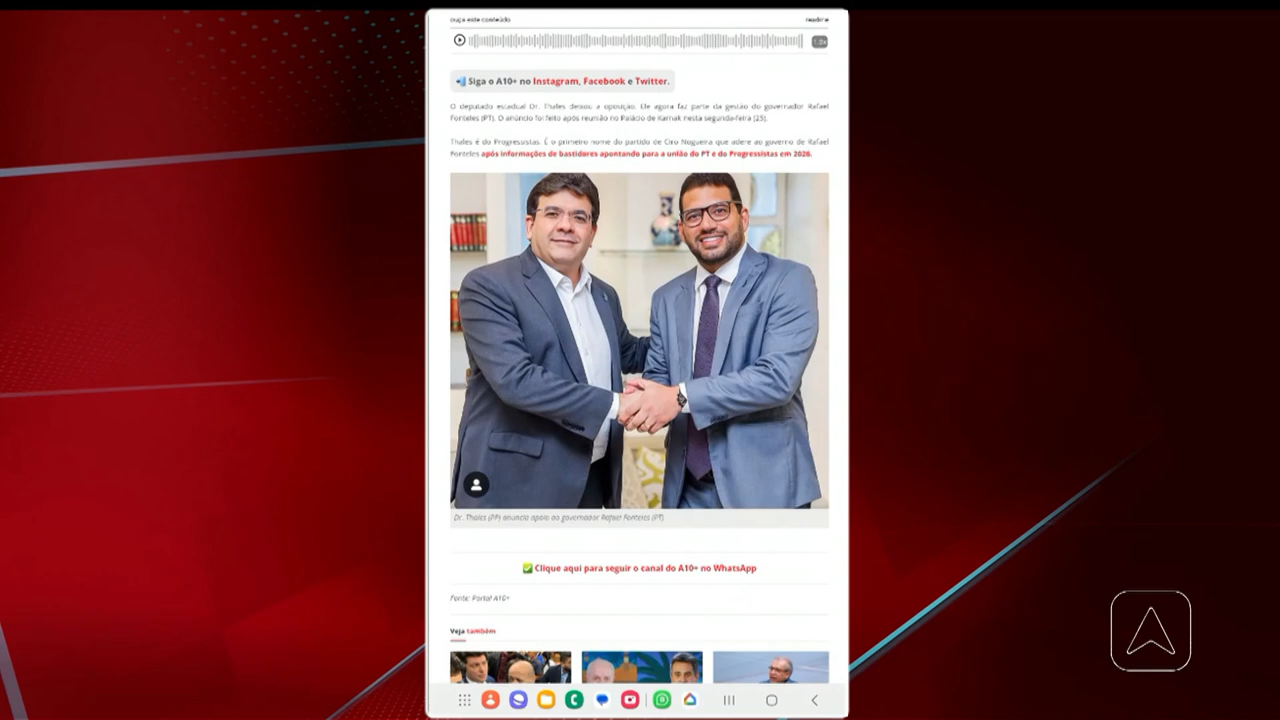 ouça este conteúdo
readme
1.0x
Siga o A10+ no Instagram, Facebook e Twitter.
O deputado estadual Dr. Thales deixou a oposição. Ele agora faz parte da gestão do governador Rafael
Fonteles (PT). O anúncio foi feito após reunião no Palácio de Karnak nesta segunda-feira (25).
Thales é do Progressistas. É o primeiro nome do partido de Ciro Nogueira que adere ao governo de Rafael
Fonteles após informações de bastidores apontando para a união do PT e do Progressistas em 2026.
Dr. Thales (PP) anuncia apoio ao governador Rafael Fonteles (PT)
Clique aqui para seguir o canal do A10+ no WhatsApp
Fonte: Portal A10+
Veja também